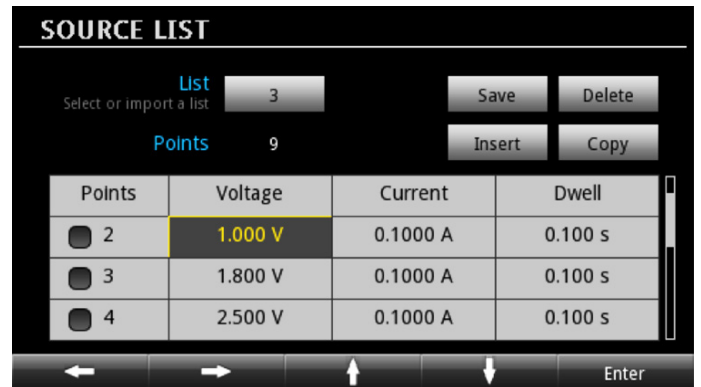 SOURCE LIST
List 3 Save Delete
Select or import a list
Points 9 Insert Copy
Points Voltage Current Dwell
2 1.000 V 0.1000 A 0.100 s
3 1.800 V 0.1000 A 0.100 s
4 2.500 V 0.1000 A 0.100 s
Enter